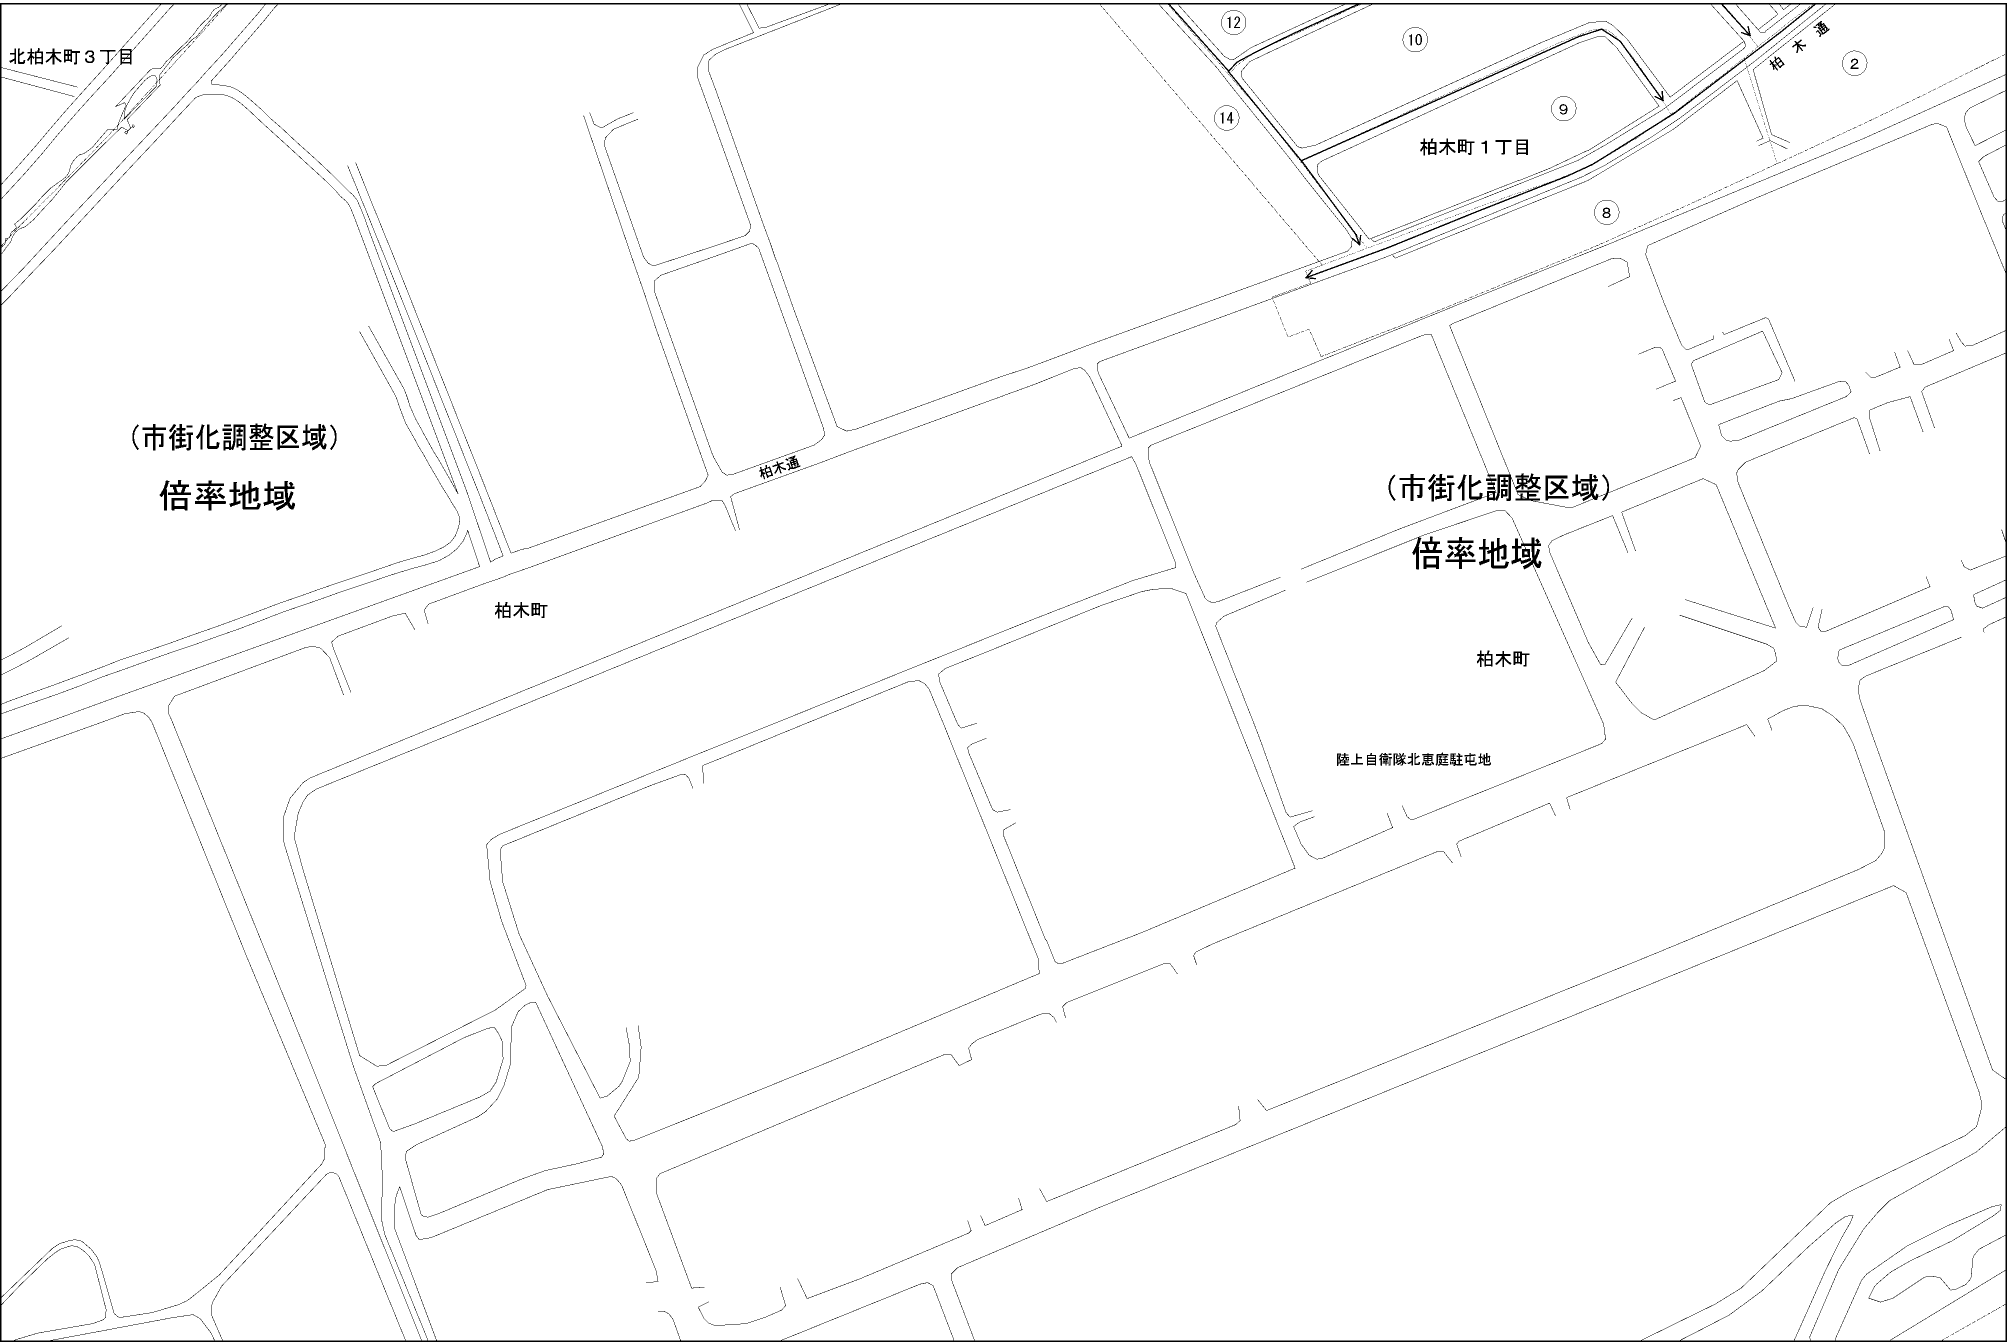 北柏木町３丁目
⑫
⑩
柏木通
②
⑭
⑨
柏木町１丁目
⑧
（市街化調整区域）
倍率地域
柏木通
（市街化調整区域）
倍率地域
柏木町
柏木町
陸上自衛隊北恵庭駐屯地